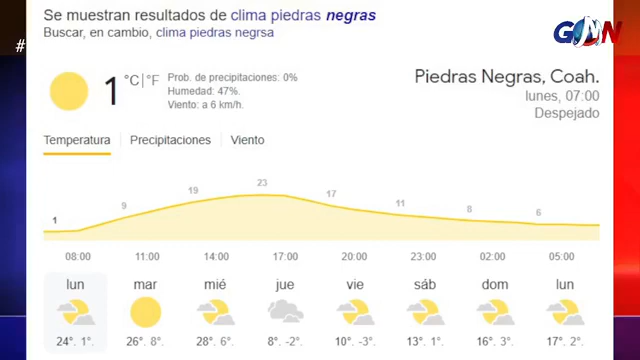 Se muestran resultados de clima piedras negras
Buscar, en cambio, clima piedras negrsa
GNN
#
1 °C|°F
Prob. de precipitaciones: 0%
Humedad: 47%.
Viento: a 6 km/h.
Piedras Negras, Coah.
lunes, 07:00
Despejado
Temperatura | Precipitaciones | Viento
1 9 19 23 17 11 8 6
08:00 11:00 14:00 17:00 20:00 23:00 02:00 05:00
lun mar mié jue vie sáb dom lun
24°. 1°. 26°. 8°. 28°. 6°. 8°. -2°. 10°. -3°. 13°. 1°. 16°. 3°. 17°. 2°.